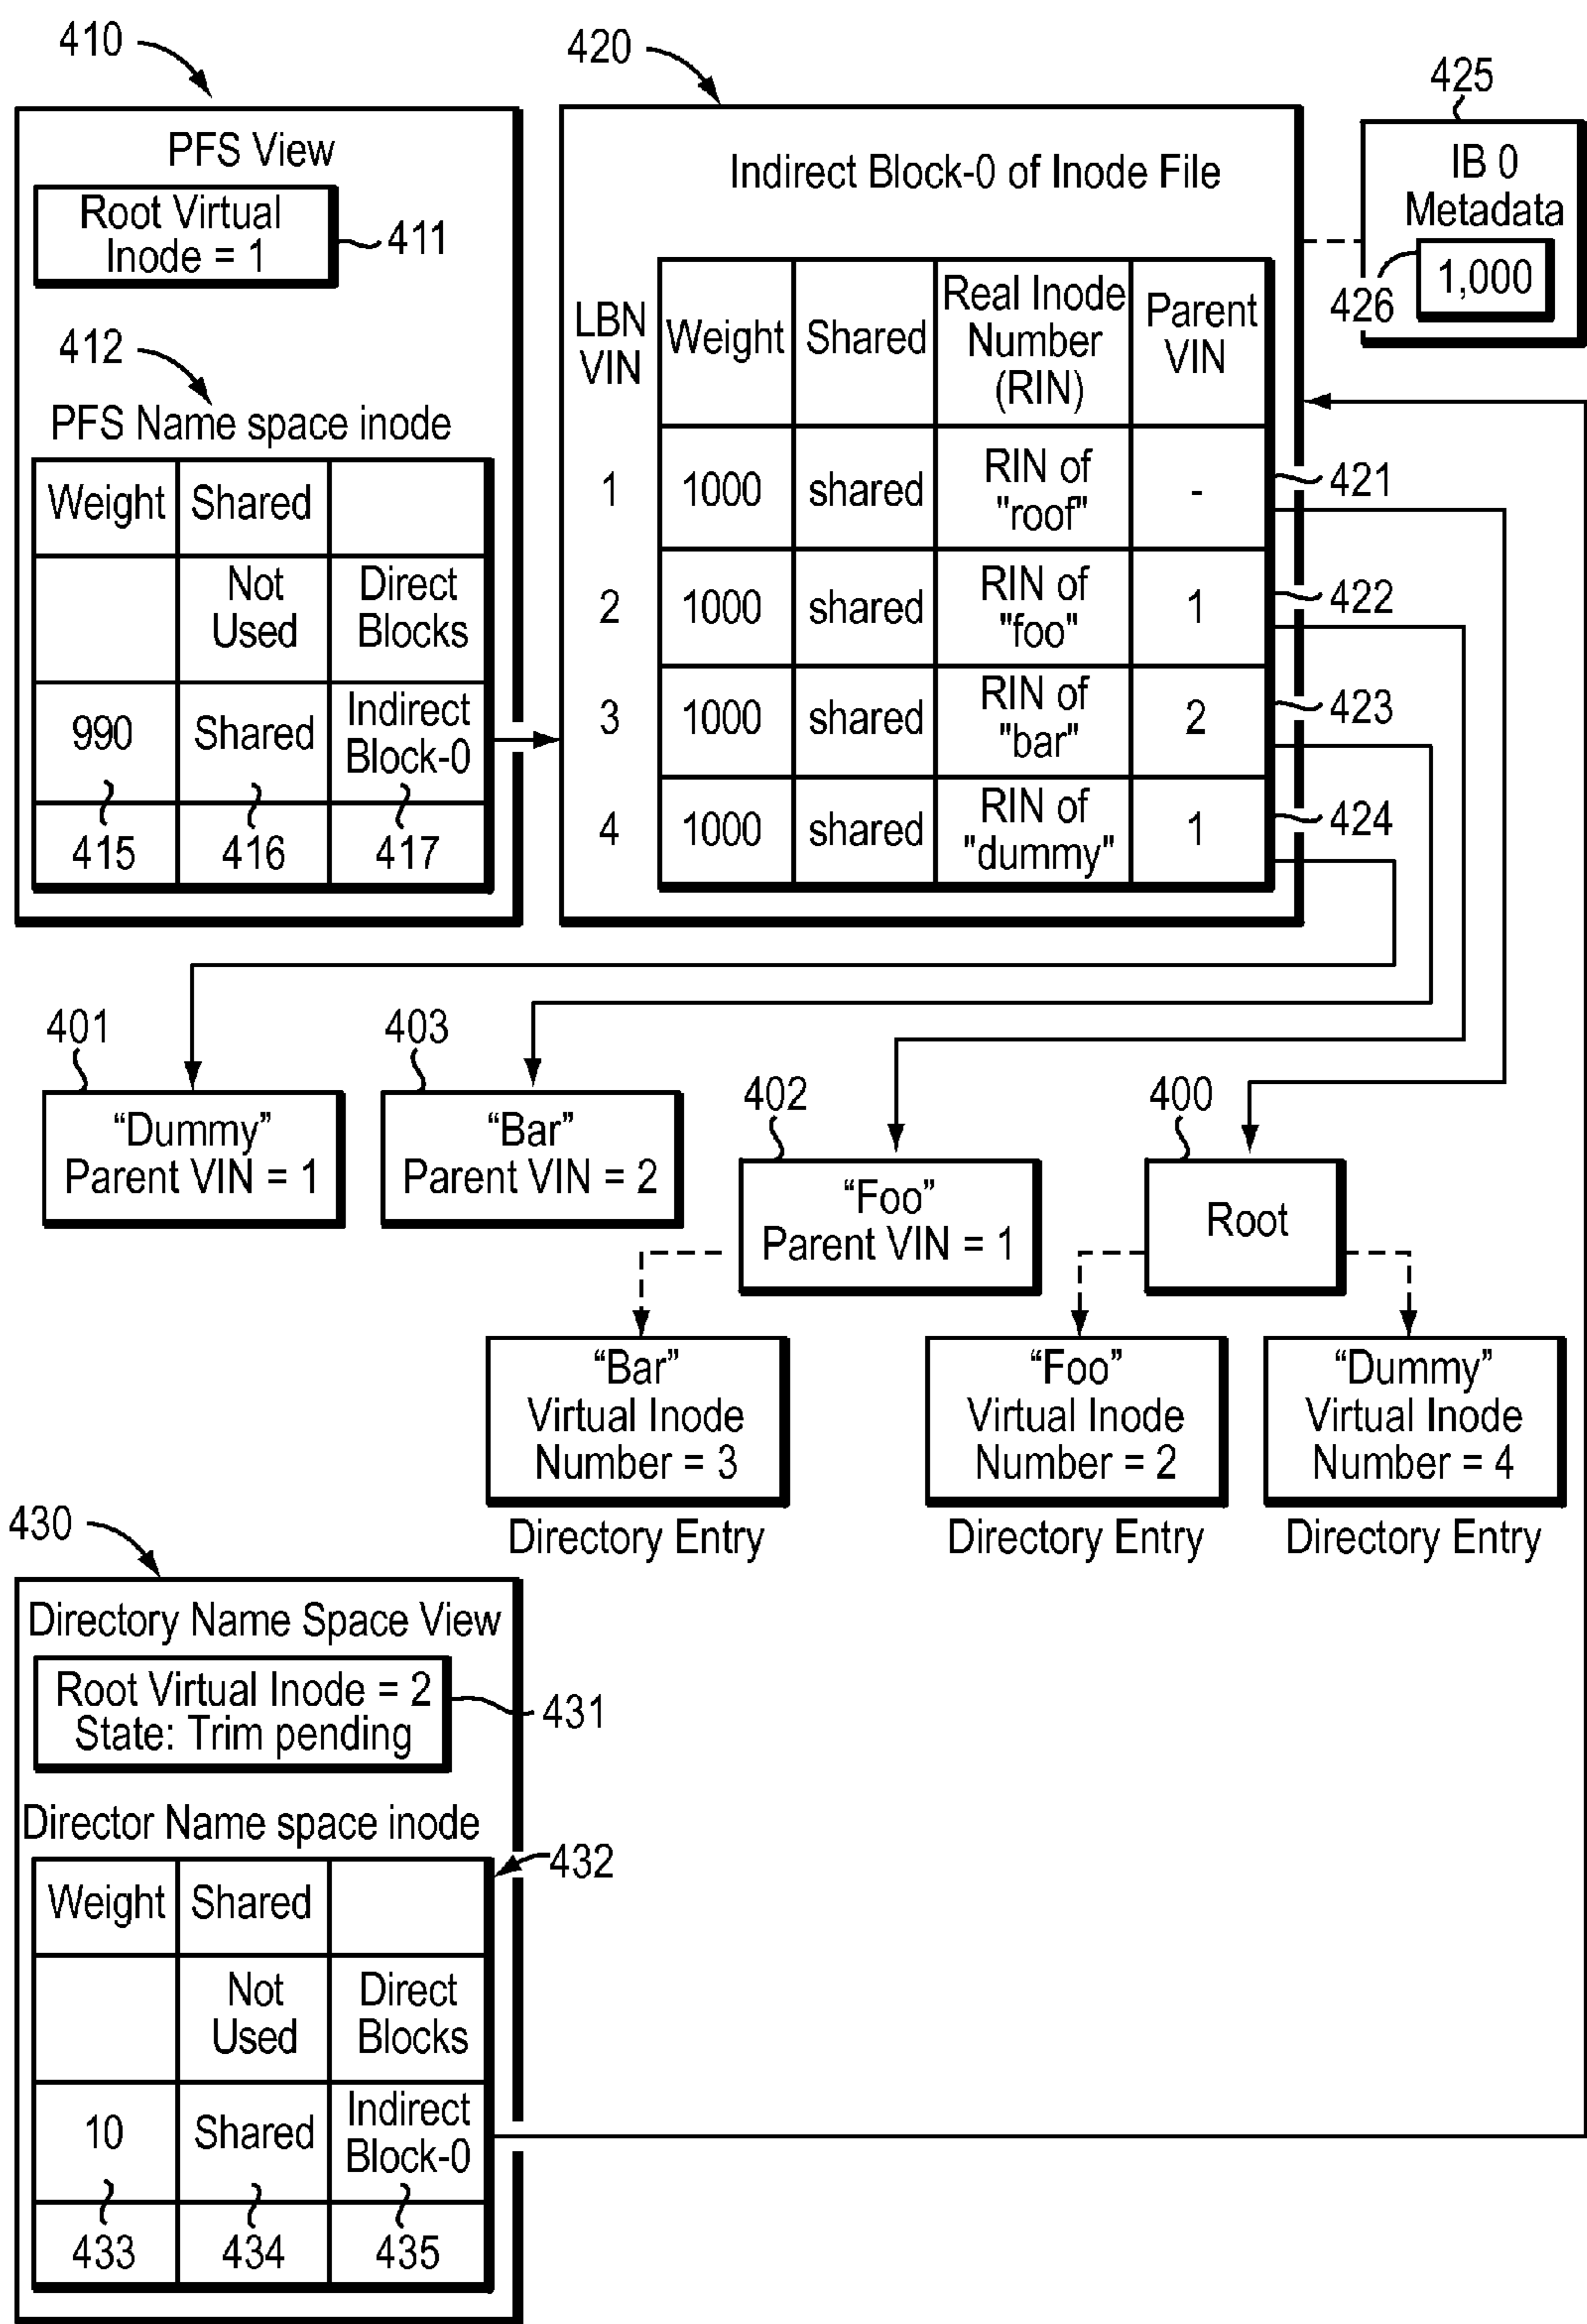 410
420
425
PFS View
Root Virtual
Inode = 1
411
412
PFS Name space inode
Weight Shared
Not Used Direct Blocks
990 Shared Indirect Block-0
415 416 417
Indirect Block-0 of Inode File
LBN VIN Weight Shared Real Inode Number (RIN) Parent VIN
1 1000 shared RIN of "roof" - 421
2 1000 shared RIN of "foo" 1 422
3 1000 shared RIN of "bar" 2 423
4 1000 shared RIN of "dummy" 1 424
IB 0
Metadata
426 1,000
401
"Dummy"
Parent VIN = 1
403
"Bar"
Parent VIN = 2
402
"Foo"
Parent VIN = 1
400
Root
"Bar"
Virtual Inode
Number = 3
Directory Entry
"Foo"
Virtual Inode
Number = 2
Directory Entry
"Dummy"
Virtual Inode
Number = 4
Directory Entry
430
Directory Name Space View
Root Virtual Inode = 2
State: Trim pending
431
Director Name space inode
432
Weight Shared
Not Used Direct Blocks
10 Shared Indirect Block-0
433 434 435